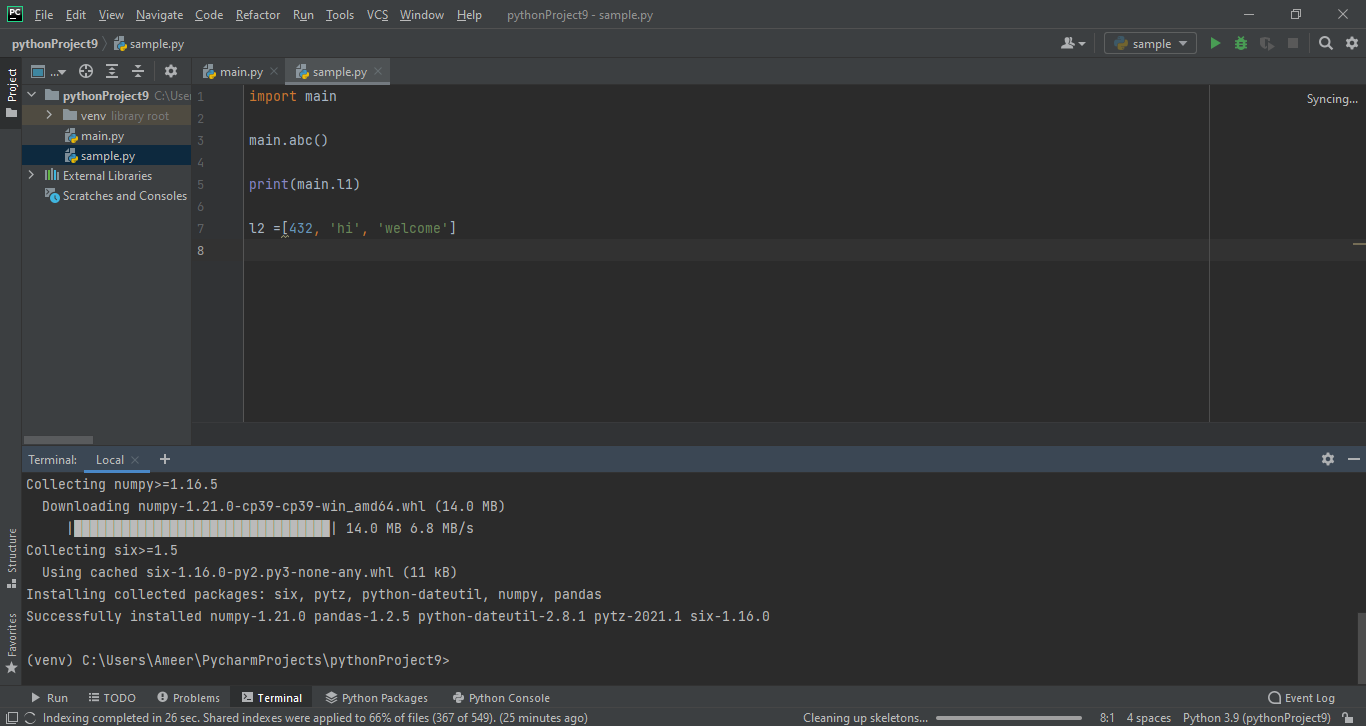 PC File Edit View Navigate Code Refactor Run Tools VCS Window Help pythonProject9 - sample.py
pythonProject9 sample.py sample
Project ... main.py sample.py
pythonProject9 C:\User
venv library root
main.py
sample.py
External Libraries
Scratches and Consoles
1 import main
2
3 main.abc()
4
5 print(main.l1)
6
7 l2 =[432, 'hi', 'welcome']
8
Syncing...
Terminal: Local
Collecting numpy>=1.16.5
Downloading numpy-1.21.0-cp39-cp39-win_amd64.whl (14.0 MB)
|████████████████████████████████| 14.0 MB 6.8 MB/s
Collecting six>=1.5
Using cached six-1.16.0-py2.py3-none-any.whl (11 kB)
Installing collected packages: six, pytz, python-dateutil, numpy, pandas
Successfully installed numpy-1.21.0 pandas-1.2.5 python-dateutil-2.8.1 pytz-2021.1 six-1.16.0
(venv) C:\Users\Ameer\PycharmProjects\pythonProject9>
Structure
Favorites
Run TODO Problems Terminal Python Packages Python Console Event Log
Indexing completed in 26 sec. Shared indexes were applied to 66% of files (367 of 549). (25 minutes ago) Cleaning up skeletons... 8:1 4 spaces Python 3.9 (pythonProject9)